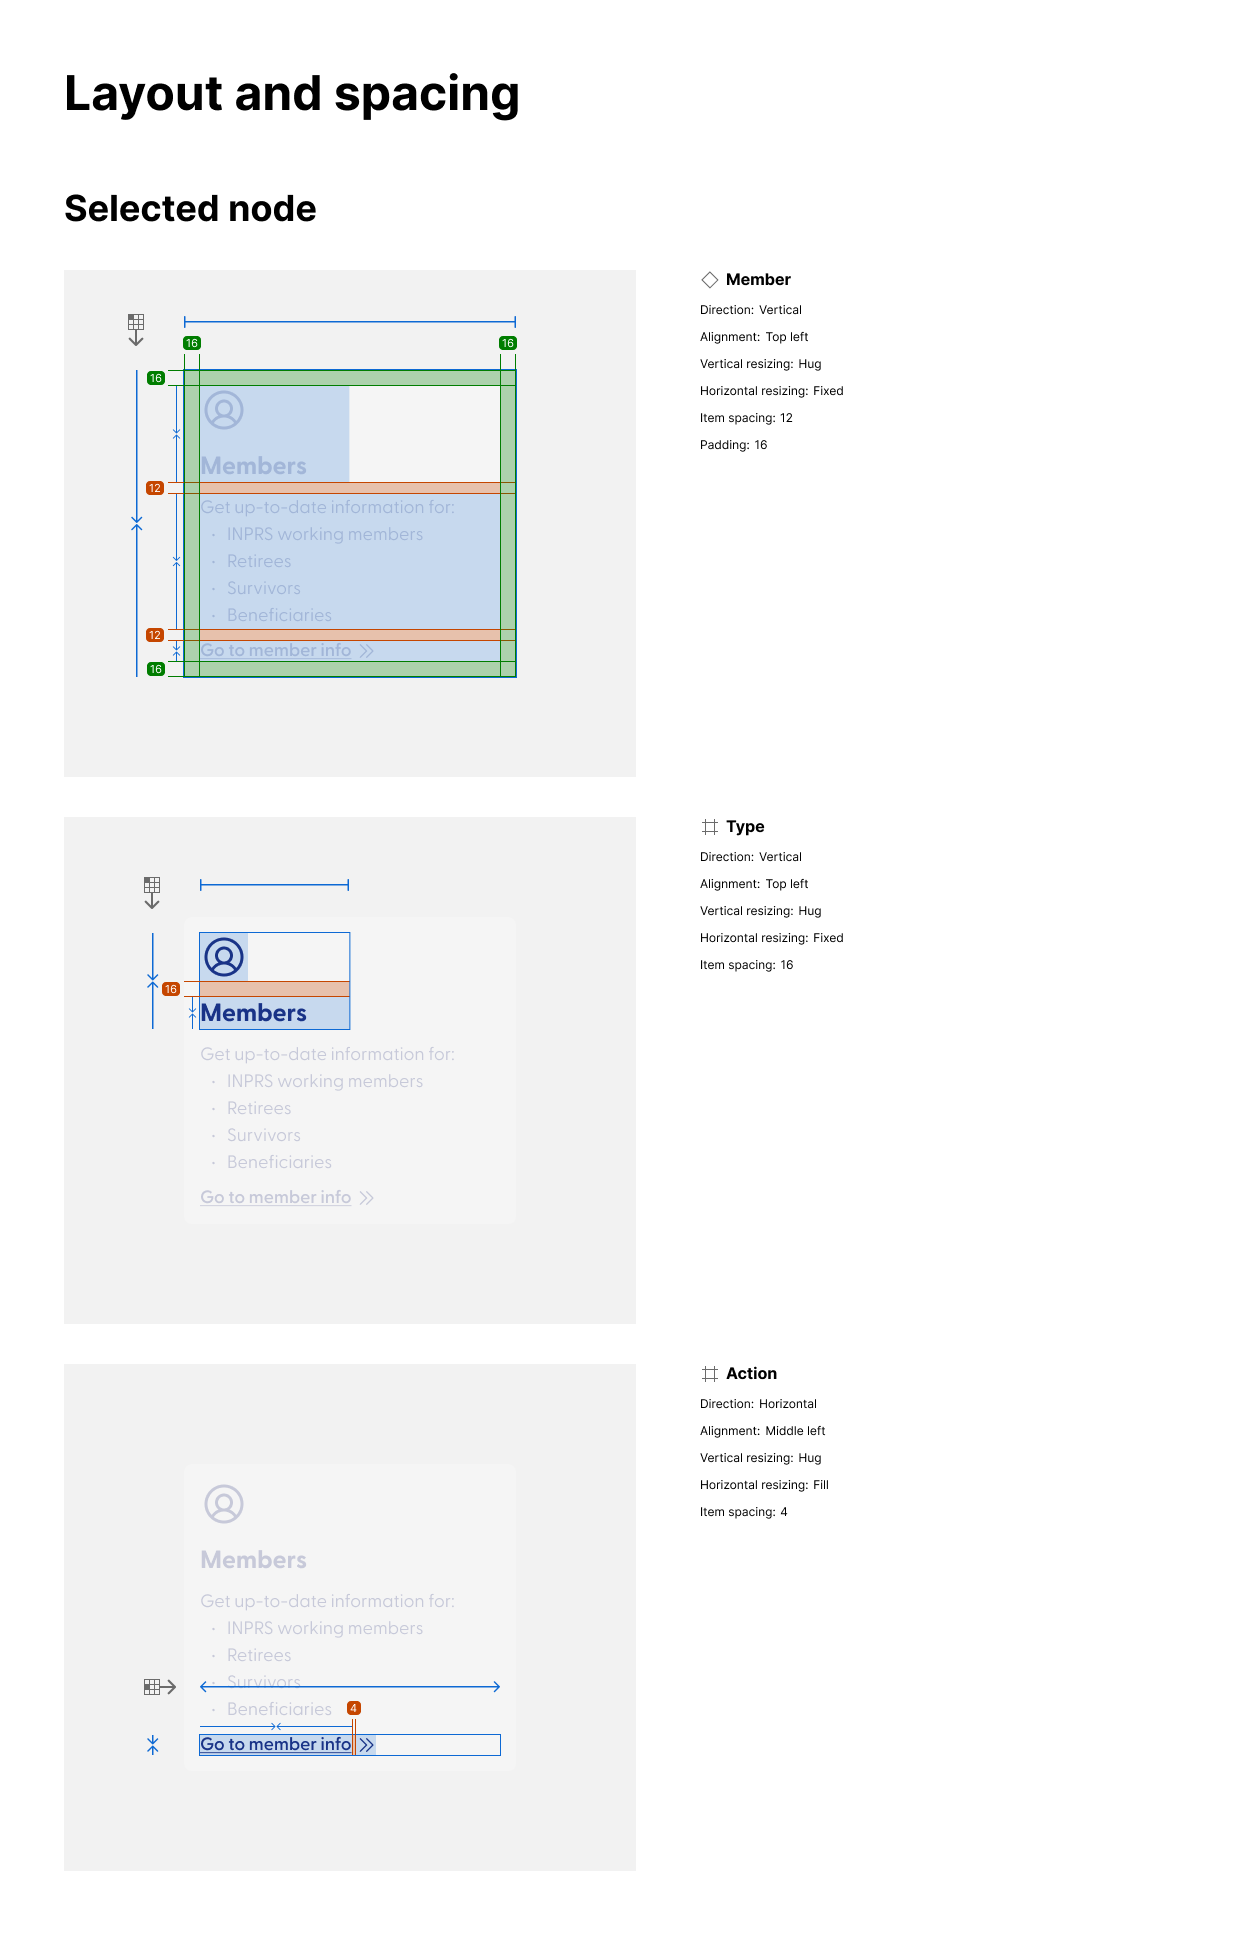 Layout and spacing
Selected node
16
16
16
Members
12
Get up-to-date information for:
· INPRS working members
· Retirees
· Survivors
· Beneficiaries
12
Go to member info
16
Member
Direction: Vertical
Alignment: Top left
Vertical resizing: Hug
Horizontal resizing: Fixed
Item spacing: 12
Padding: 16
16
Members
Get up-to-date information for:
· INPRS working members
· Retirees
· Survivors
· Beneficiaries
Go to member info
Type
Direction: Vertical
Alignment: Top left
Vertical resizing: Hug
Horizontal resizing: Fixed
Item spacing: 16
Members
Get up-to-date information for:
· INPRS working members
· Retirees
· Survivors
· Beneficiaries
4
Go to member info
Action
Direction: Horizontal
Alignment: Middle left
Vertical resizing: Hug
Horizontal resizing: Fill
Item spacing: 4